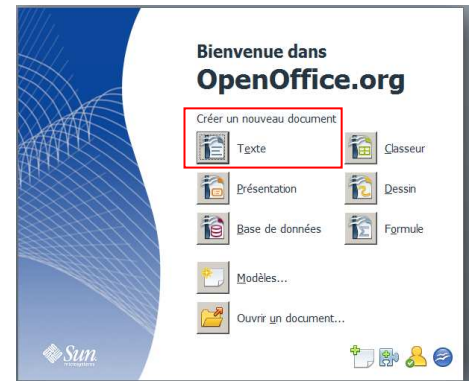 Bienvenue dans
OpenOffice.org
Créer un nouveau document
Texte
Classeur
Présentation
Dessin
Base de données
Formule
Modèles...
Ouvrir un document...
Sun
microsystems